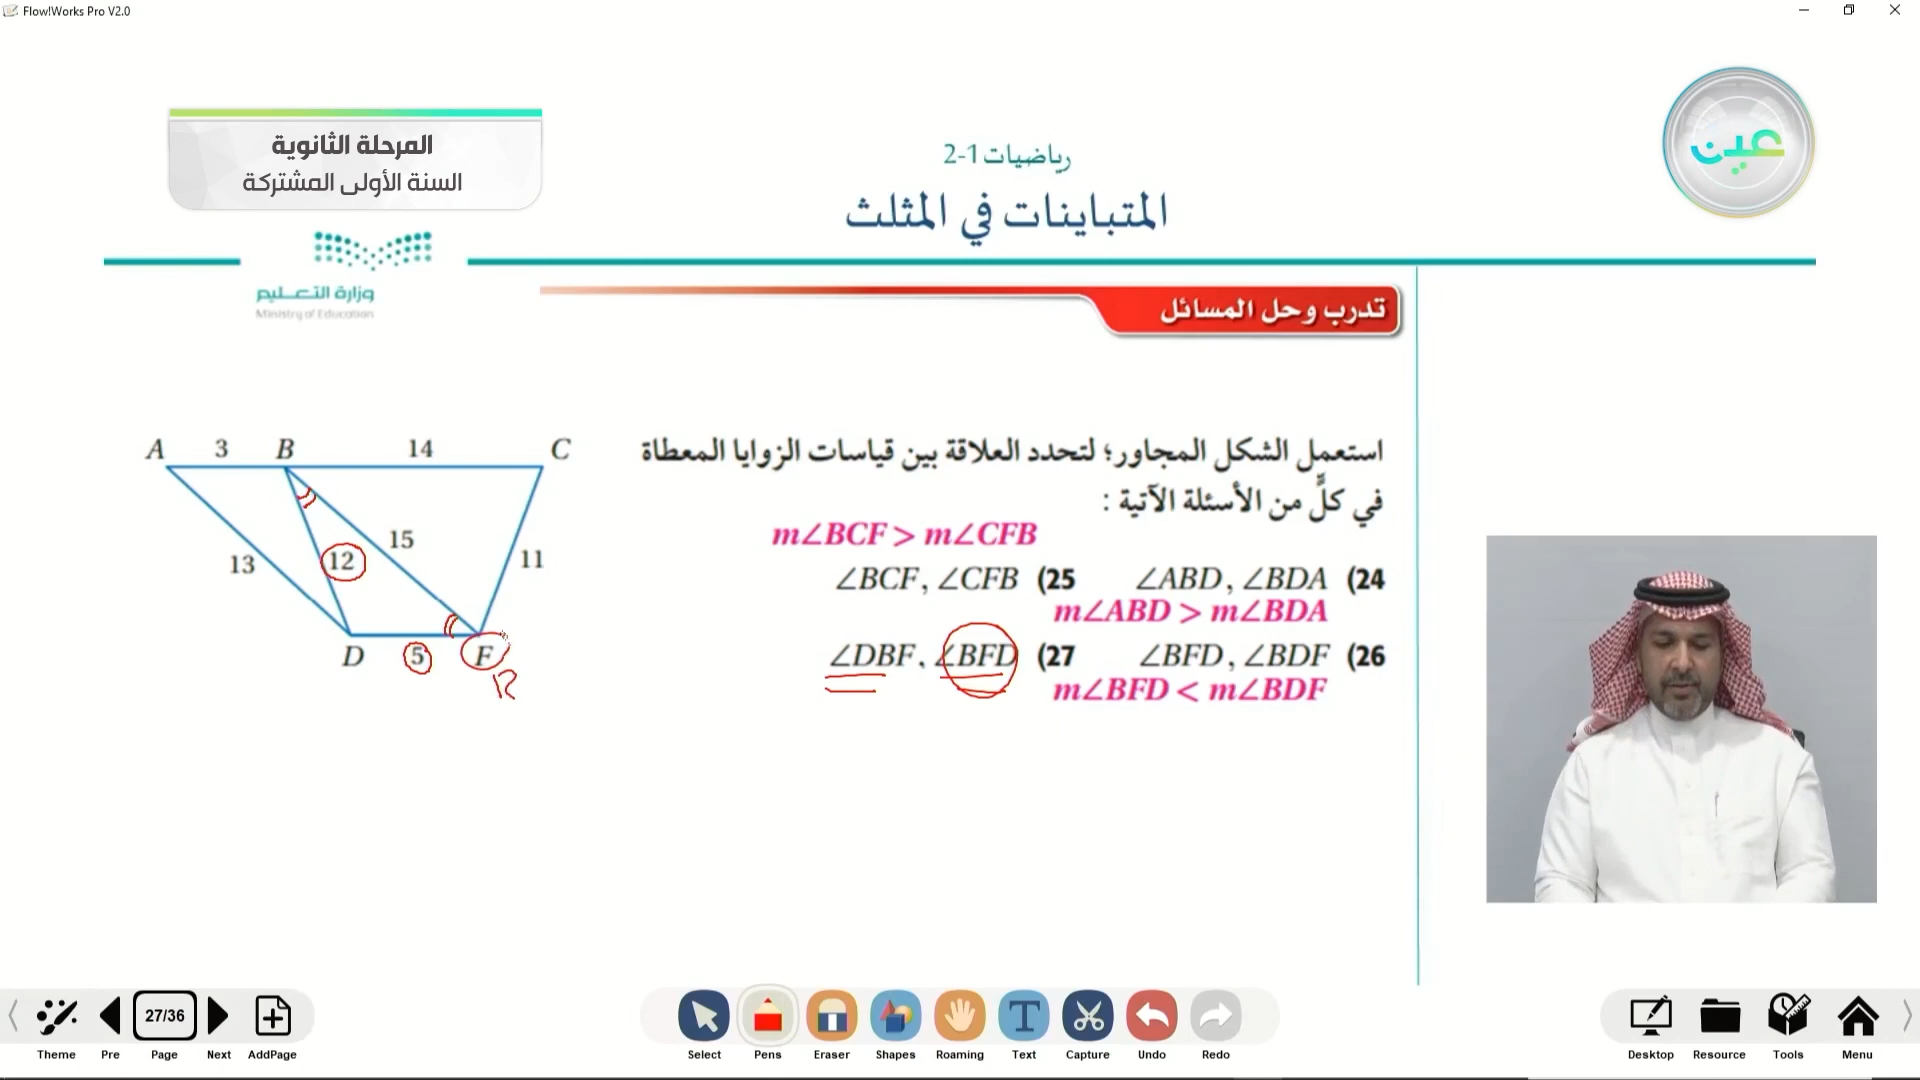 Flow!Works Pro V2.0
المرحلة الثانوية
السنة الأولى المشتركة
رياضيات 1-2
المتباينات في المثلث
عين
وزارة التعليم
Ministry of Education
تدرب وحل المسائل
استعمل الشكل المجاور؛ لتحدد العلاقة بين قياسات الزوايا المعطاة
في كلٍّ من الأسئلة الآتية :
m∠BCF > m∠CFB
24) ∠ABD, ∠BDA 25) ∠BCF, ∠CFB
m∠ABD > m∠BDA
26) ∠BFD, ∠BDF 27) ∠DBF, ∠BFD
m∠BFD < m∠BDF
A 3 B 14 C
15
13 12 11
D 5 F
12
27/36
Theme Pre Page Next AddPage
Select Pens Eraser Shapes Roaming Text Capture Undo Redo
T
Desktop Resource Tools Menu